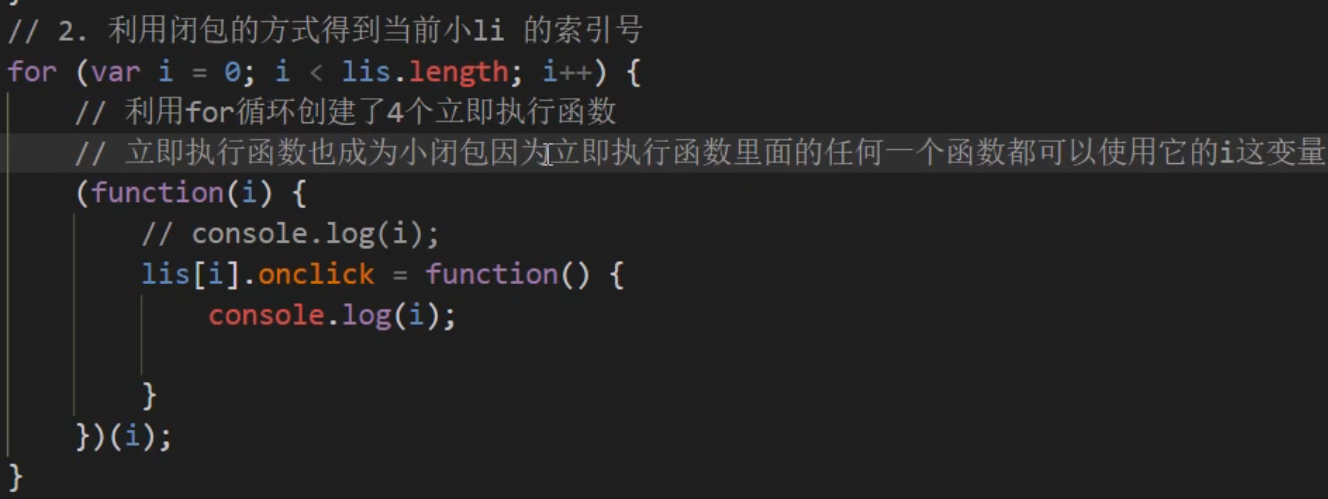 // 2. 利用闭包的方式得到当前小li 的索引号
for (var i = 0; i < lis.length; i++) {
    // 利用for循环创建了4个立即执行函数
    // 立即执行函数也成为小闭包因为立即执行函数里面的任何一个函数都可以使用它的i这变量
    (function(i) {
        // console.log(i);
        lis[i].onclick = function() {
            console.log(i);
        }
    })(i);
}